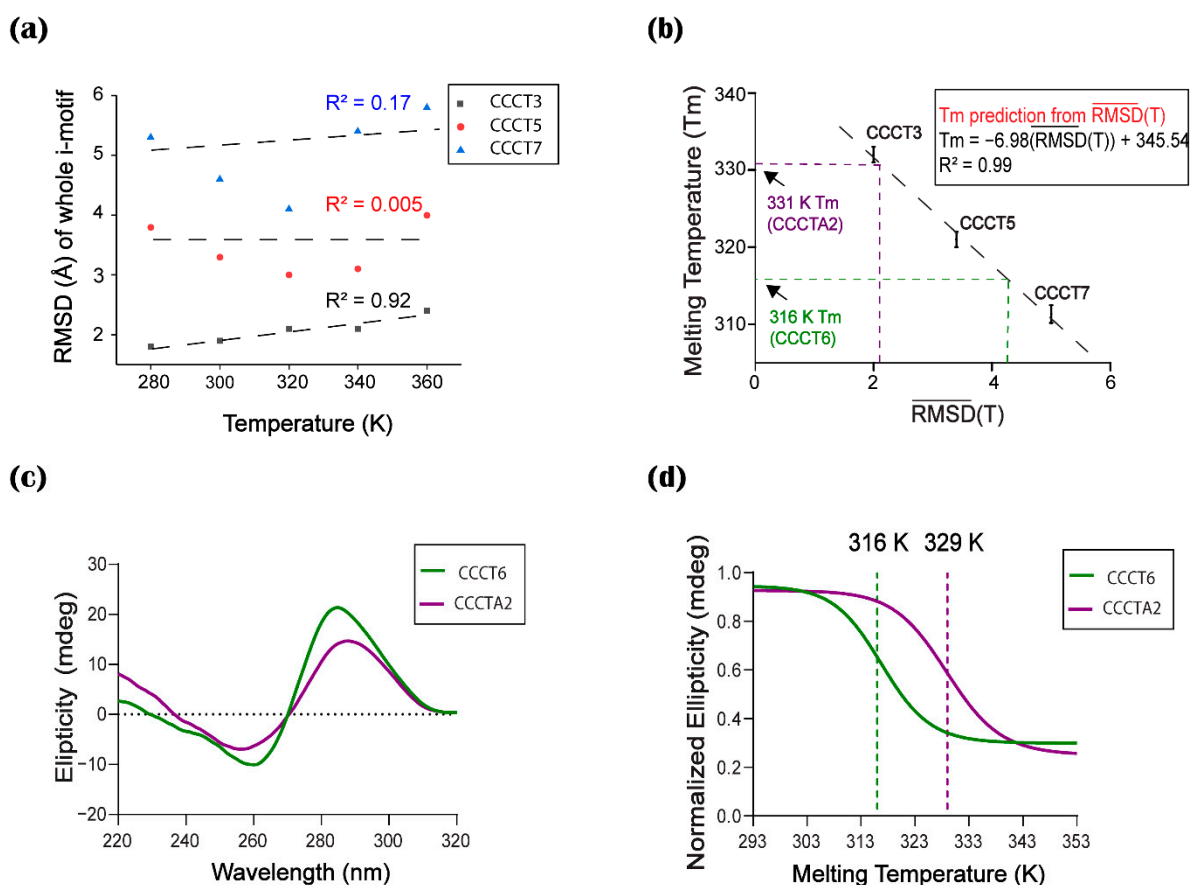 (a)
RMSD (Å) of whole i-motif
6
5
4
3
2
R² = 0.17
R² = 0.005
R² = 0.92
CCCT3
CCCT5
CCCT7
280 300 320 340 360
Temperature (K)
(b)
Melting Temperature (Tm)
340
330
320
310
CCCT3
CCCT5
CCCT7
Tm prediction from RMSD(T)
Tm = −6.98(RMSD(T)) + 345.54
R² = 0.99
331 K Tm
(CCCTA2)
316 K Tm
(CCCT6)
0 2 4 6
RMSD(T)
(c)
Elipticity (mdeg)
30
20
10
0
−10
−20
CCCT6
CCCTA2
220 240 260 280 300 320
Wavelength (nm)
(d)
Normalized Ellipticity (mdeg)
316 K 329 K
1.0
0.8
0.6
0.4
0.2
0.0
CCCT6
CCCTA2
293 303 313 323 333 343 353
Melting Temperature (K)